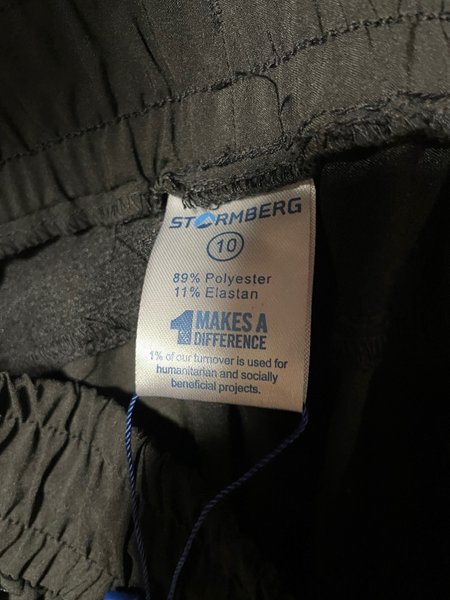 STORMBERG
10
89% Polyester
11% Elastan
1 MAKES A
DIFFERENCE
1% of our turnover is used for
humanitarian and socially
beneficial projects.